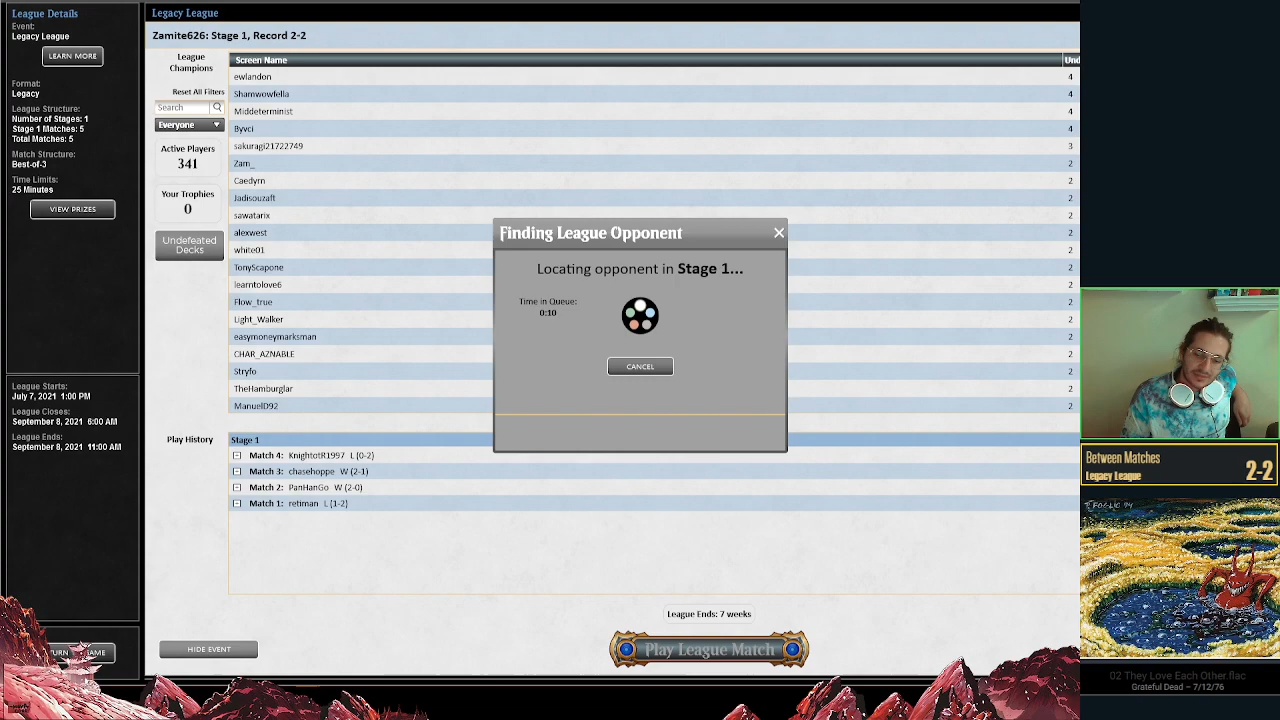 League Details
Event:
Legacy League
LEARN MORE
Format:
Legacy
League Structure:
Number of Stages: 1
Stage 1 Matches: 5
Total Matches: 5
Match Structure:
Best-of-3
Time Limits:
25 Minutes
VIEW PRIZES
League Starts:
July 7, 2021 1:00 PM
League Closes:
September 8, 2021 6:00 AM
League Ends:
September 8, 2021 11:00 AM
Legacy League
Zamite626: Stage 1, Record 2-2
League
Champions
Reset All Filters
Search
Everyone
Active Players
341
Your Trophies
0
Undefeated
Decks
Screen Name
Und
ewlandon 4
Shamwowfella 4
Middeterminist 4
Byvci 4
sakuragi21722749 3
Zam_ 2
Caedyrn 2
Jadisouzaft 2
sawatarix 2
alexwest 2
white01 2
TonyScapone 2
learntolove6 2
Flow_true 2
Light_Walker 2
easymoneymarksman 2
CHAR_AZNABLE 2
Stryfo 2
TheHamburglar 2
ManuelD92 2
Finding League Opponent
Locating opponent in Stage 1...
Time in Queue:
0:10
CANCEL
Play History
Stage 1
Match 4: KnightotR1997 L (0-2)
Match 3: chasehoppe W (2-1)
Match 2: PanHanGo W (2-0)
Match 1: retiman L (1-2)
League Ends: 7 weeks
HIDE EVENT
Play League Match
Between Matches
Legacy League
2-2
FOGLIO 94
02 They Love Each Other.flac
Grateful Dead – 7/12/76